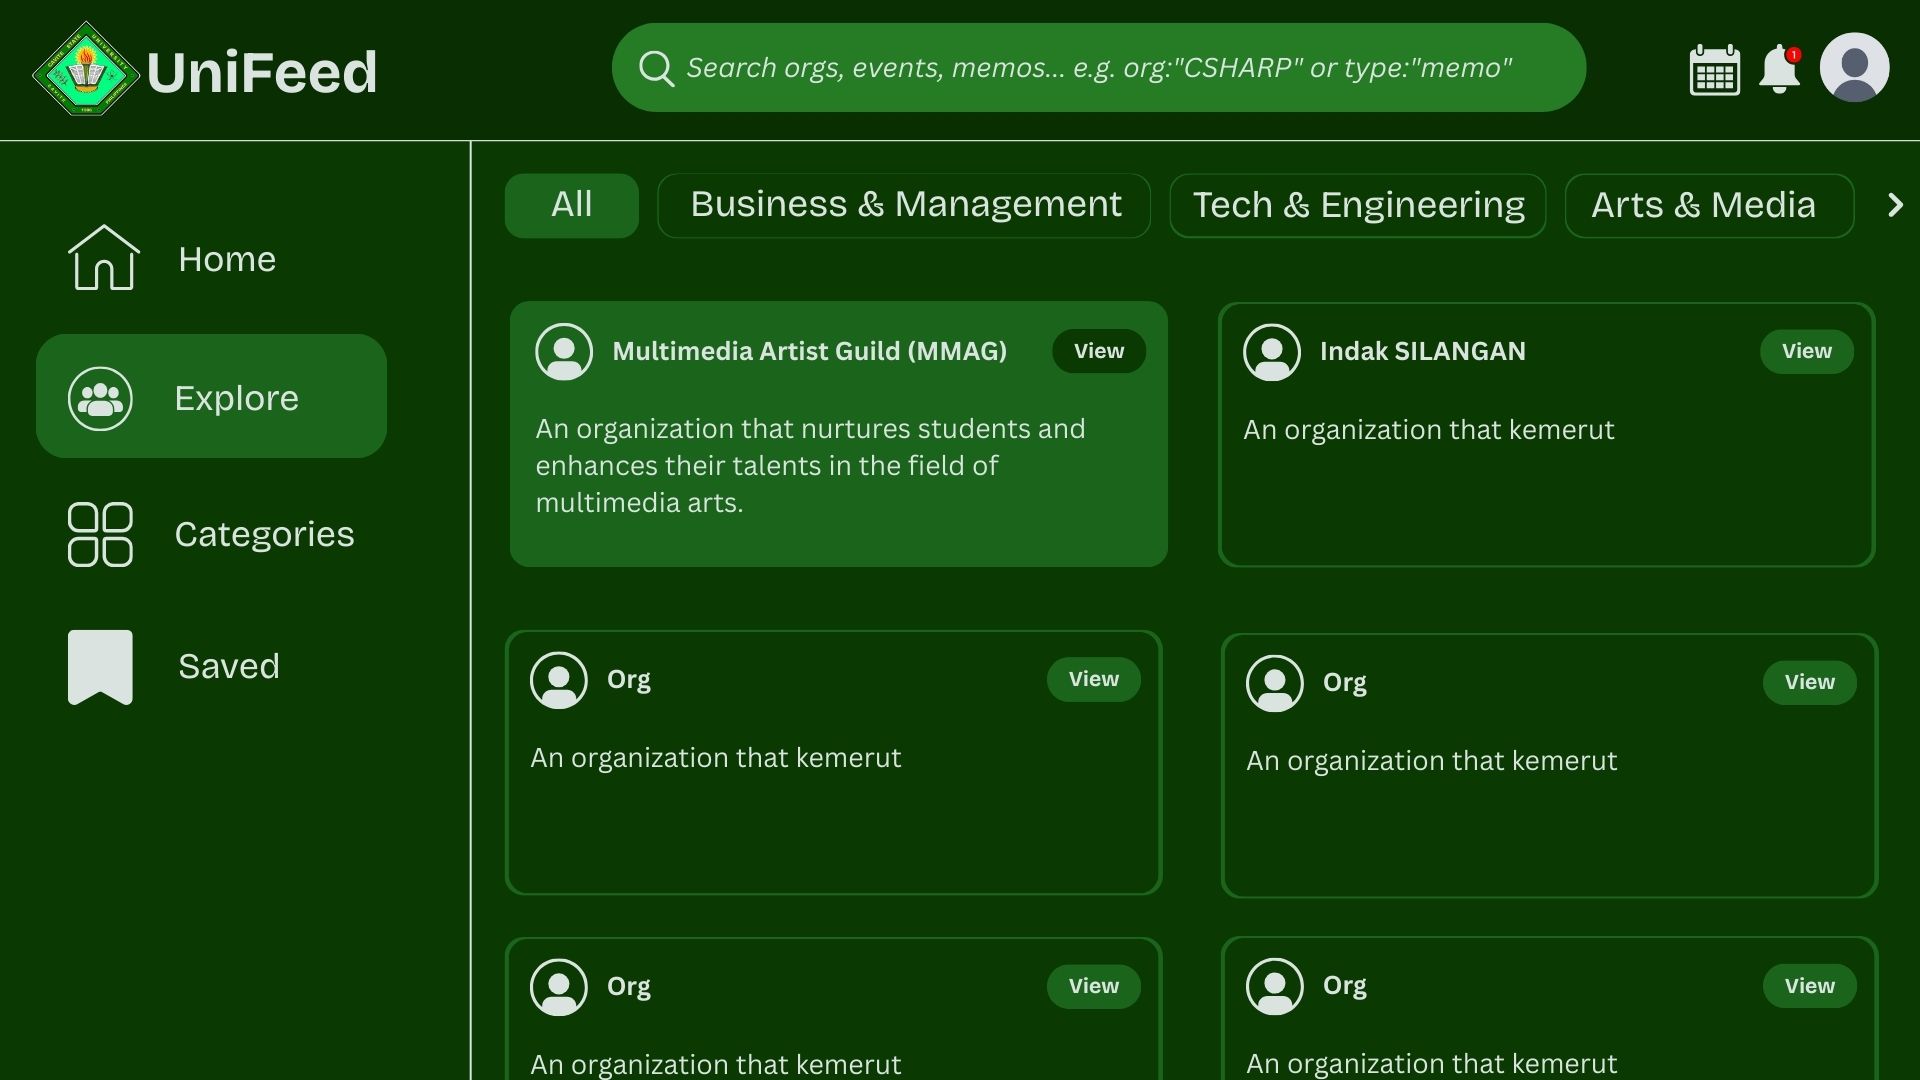 CAVITE STATE UNIVERSITY
UniFeed
Search orgs, events, memos... e.g. org:"CSHARP" or type:"memo"
1
Home
Explore
Categories
Saved
All
Business & Management
Tech & Engineering
Arts & Media
Multimedia Artist Guild (MMAG)
View
An organization that nurtures students and
enhances their talents in the field of
multimedia arts.
Indak SILANGAN
View
An organization that kemerut
Org
View
An organization that kemerut
Org
View
An organization that kemerut
Org
View
An organization that kemerut
Org
View
An organization that kemerut